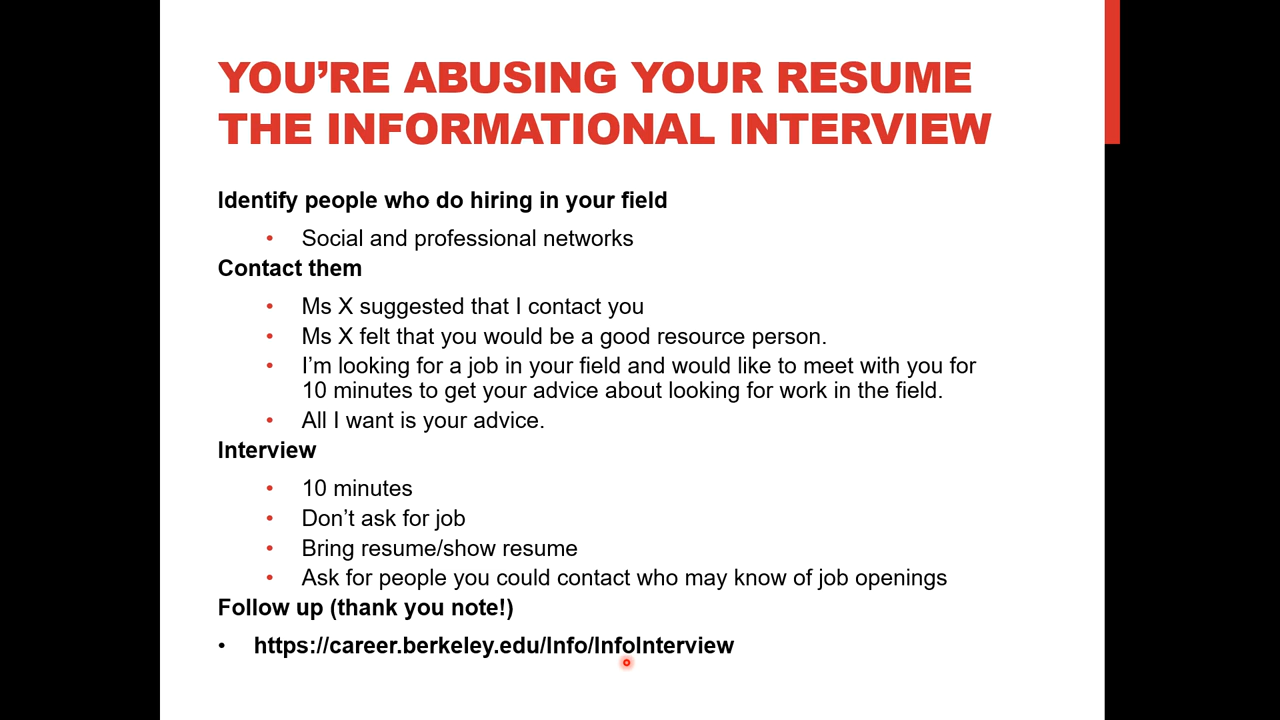 YOU’RE ABUSING YOUR RESUME
THE INFORMATIONAL INTERVIEW
Identify people who do hiring in your field
• Social and professional networks
Contact them
• Ms X suggested that I contact you
• Ms X felt that you would be a good resource person.
• I’m looking for a job in your field and would like to meet with you for
10 minutes to get your advice about looking for work in the field.
• All I want is your advice.
Interview
• 10 minutes
• Don’t ask for job
• Bring resume/show resume
• Ask for people you could contact who may know of job openings
Follow up (thank you note!)
• https://career.berkeley.edu/Info/InfoInterview